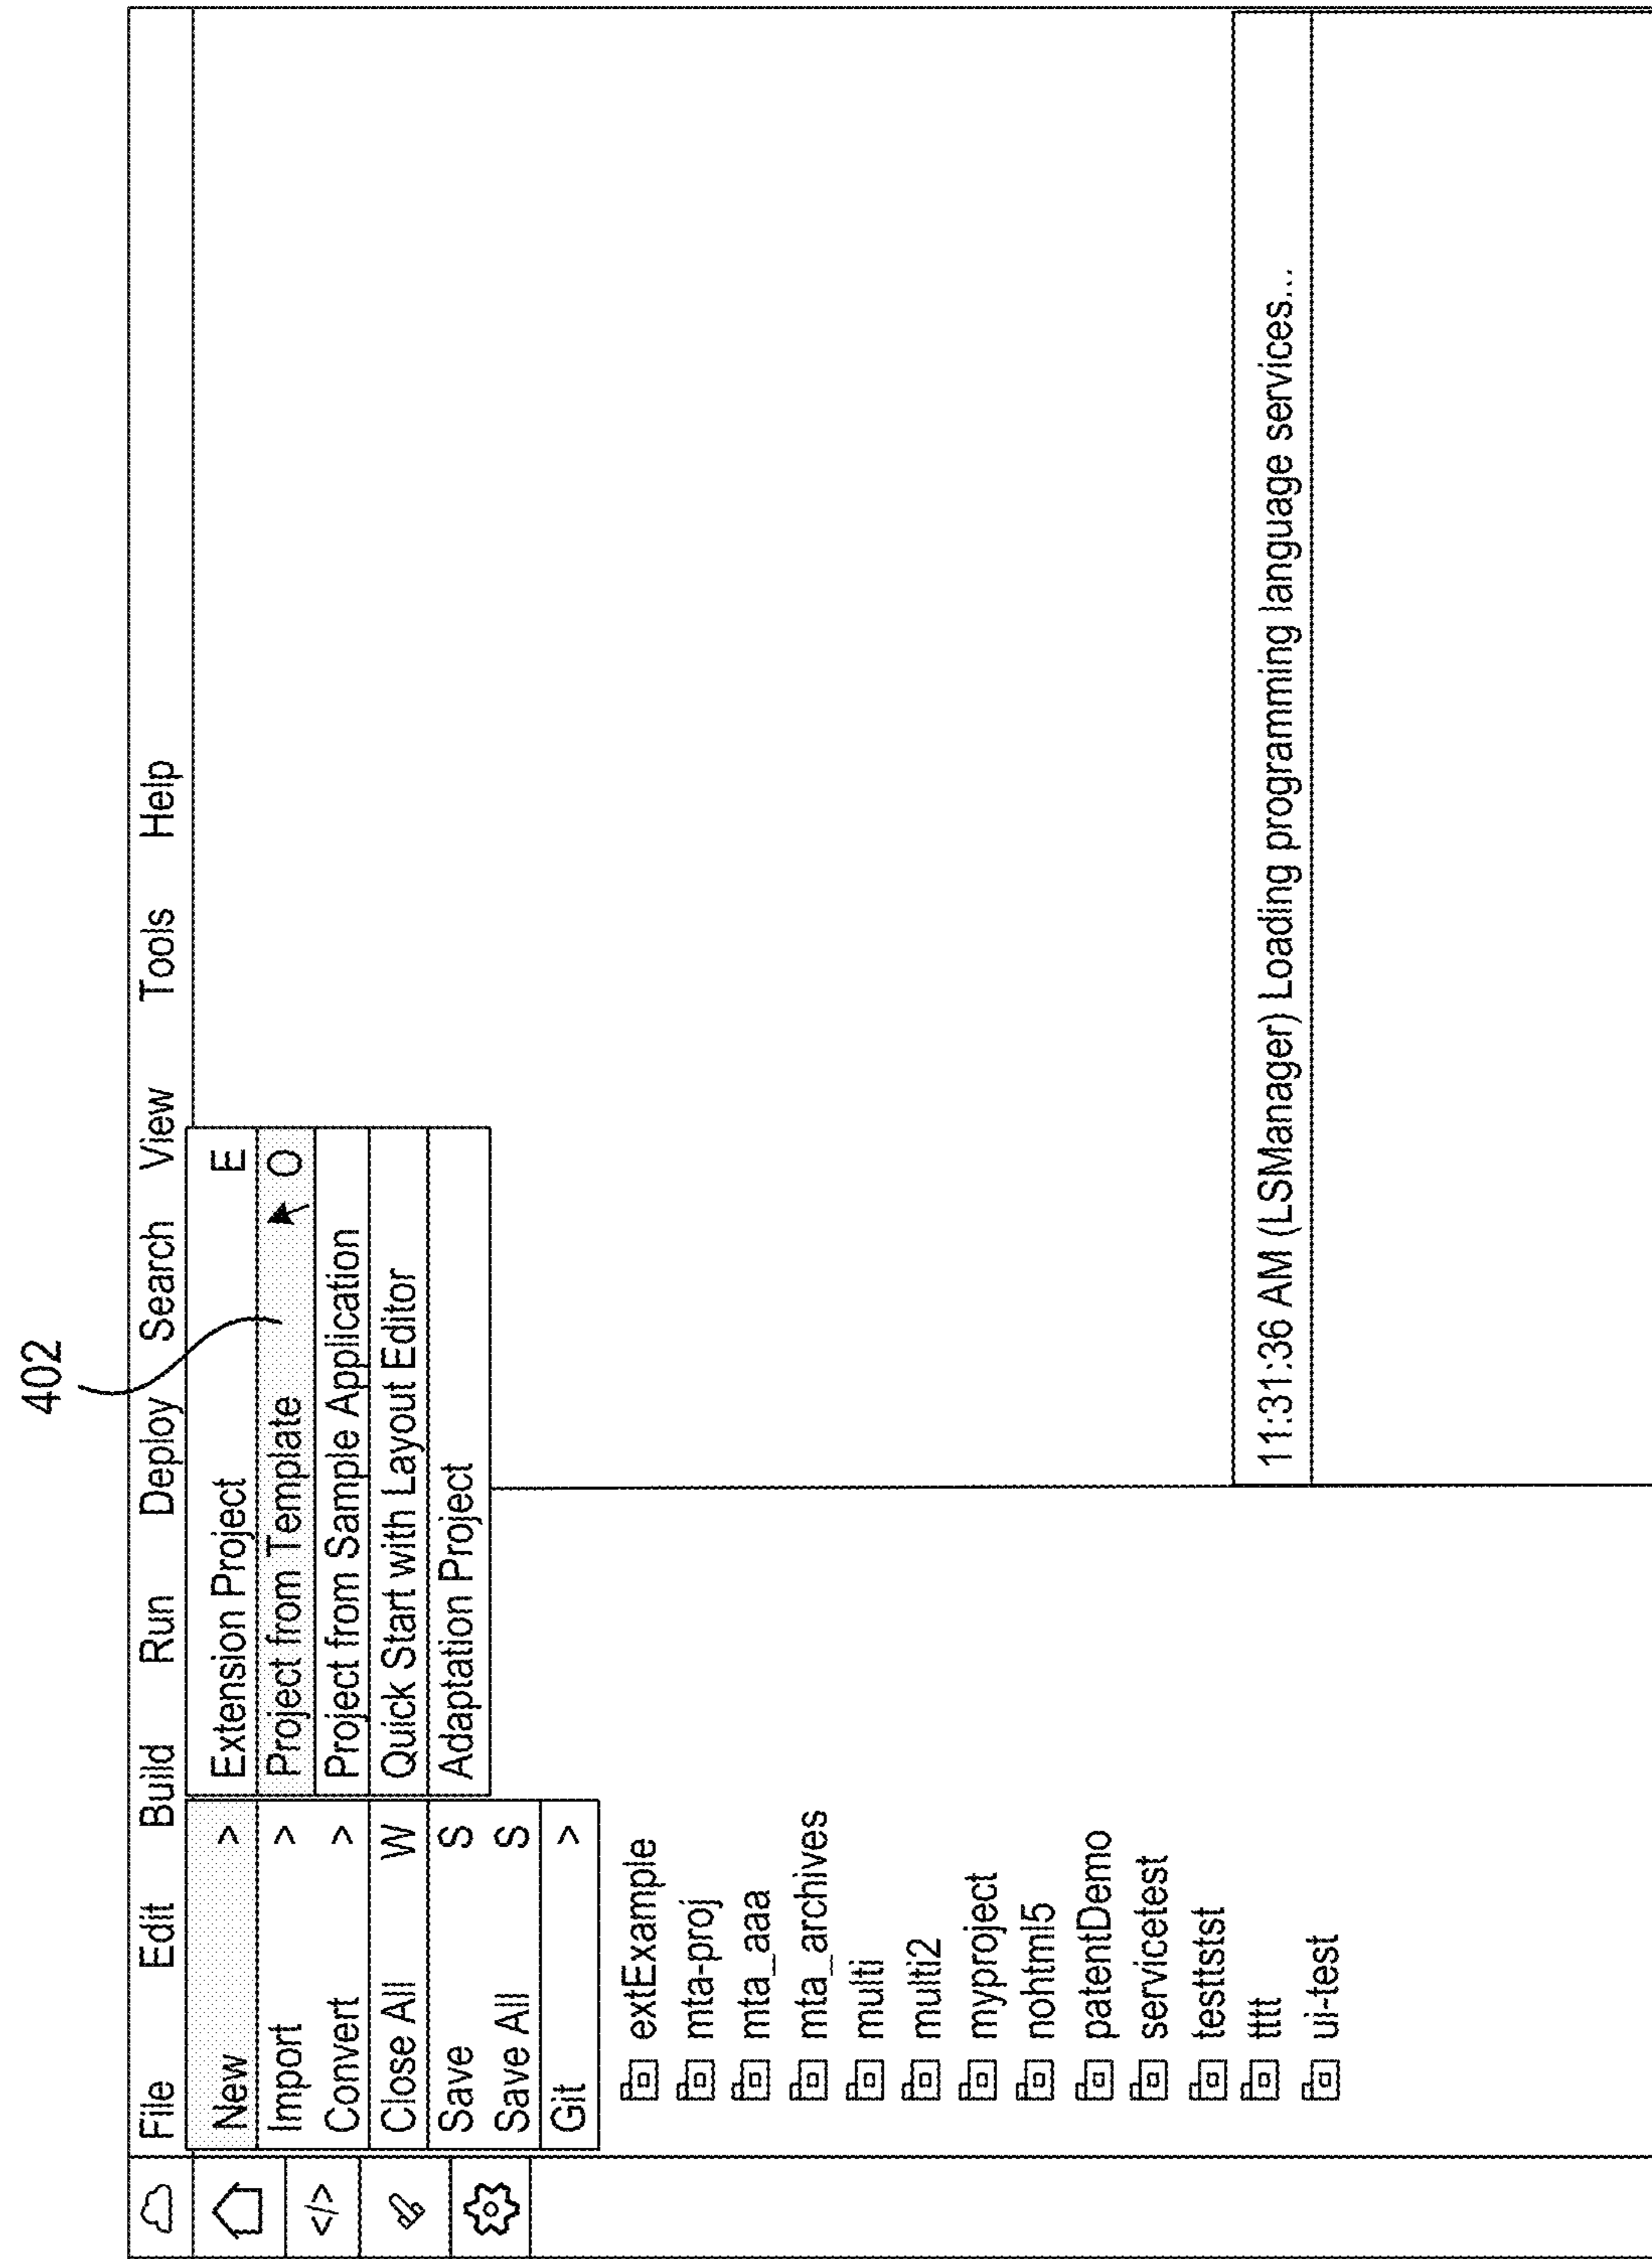 402
File Edit Build Run Deploy Search View Tools Help
New >
Import >
Convert >
Close All W
Save S
Save All S
Git >
Extension Project E
Project from Template O
Project from Sample Application
Quick Start with Layout Editor
Adaptation Project
</>
extExample
mta-proj
mta_aaa
mta_archives
multi
multi2
myproject
nohtml5
patentDemo
servicetest
testtstst
tttt
ui-test
11:31:36 AM (LSManager) Loading programming language services...